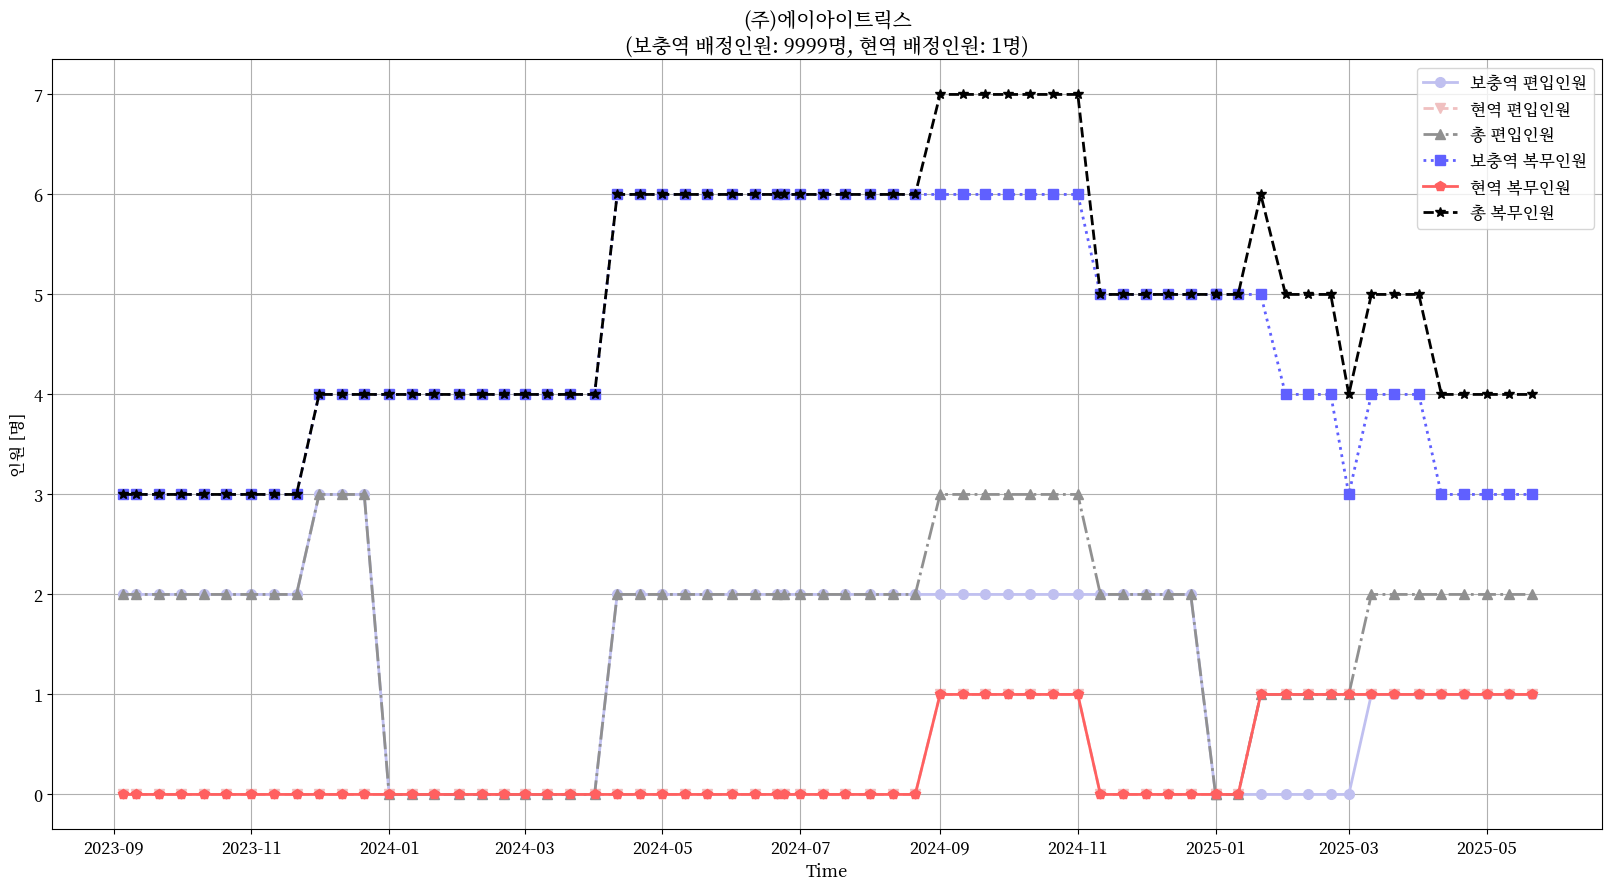 (주)에이아이트릭스
(보충역 배정인원: 9999명, 현역 배정인원: 1명)
보충역 편입인원
현역 편입인원
총 편입인원
보충역 복무인원
현역 복무인원
총 복무인원
인원 [명]
7
6
5
4
3
2
1
0
2023-09
2023-11
2024-01
2024-03
2024-05
2024-07
2024-09
2024-11
2025-01
2025-03
2025-05
Time